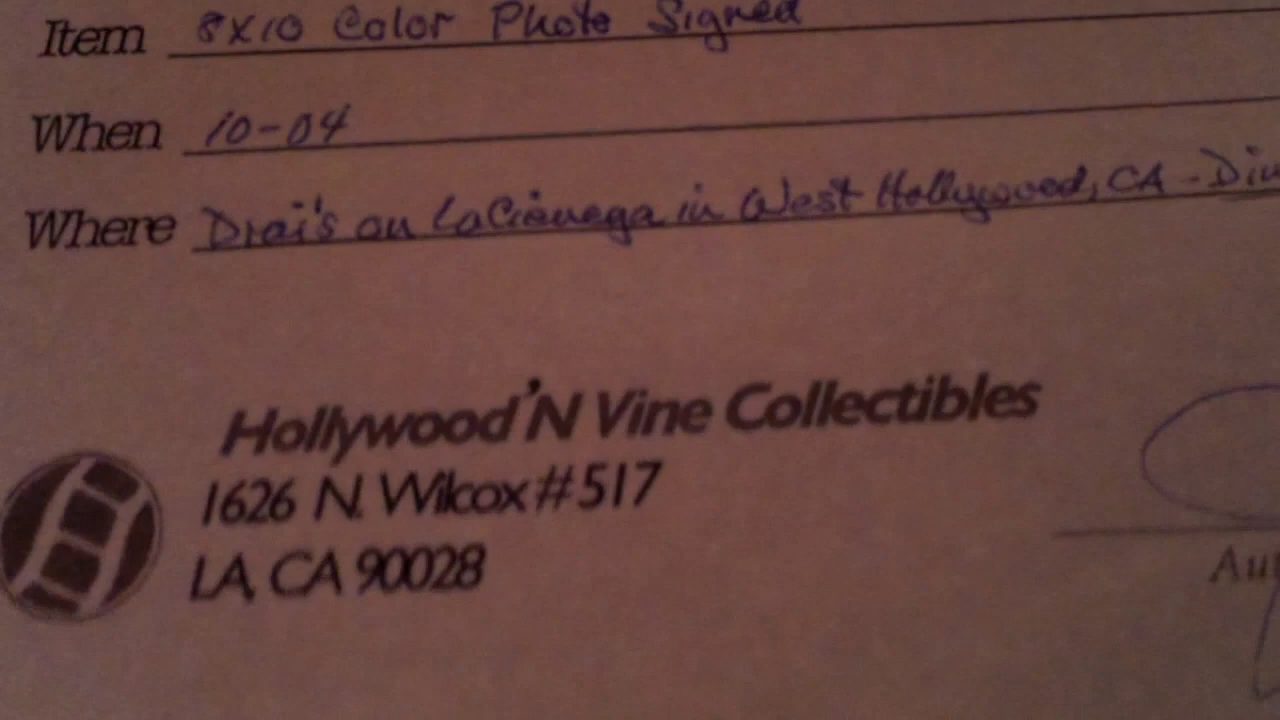 Item 8x10 Color Photo Signed
When 10-04
Where Drai's on LaCienega in West Hollywood, CA -
Hollywood 'N Vine Collectibles
1626 N. Wilcox #517
LA, CA 90028